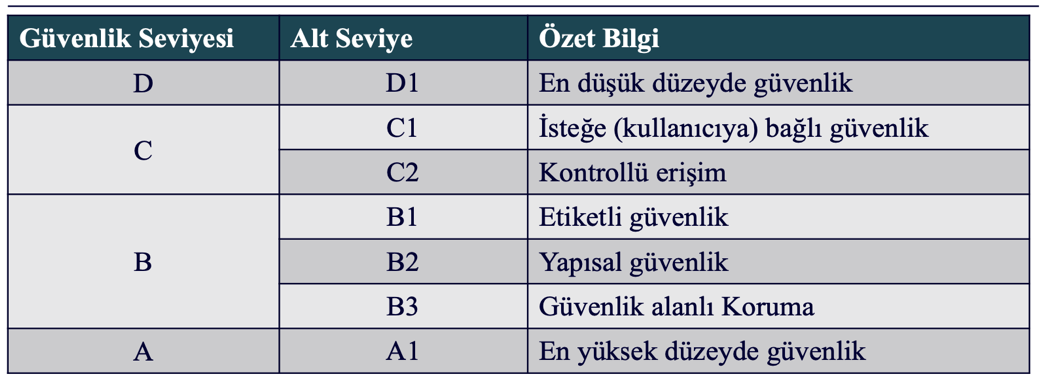 Güvenlik Seviyesi Alt Seviye Özet Bilgi
D D1 En düşük düzeyde güvenlik
C C1 İsteğe (kullanıcıya) bağlı güvenlik
C2 Kontrollü erişim
B B1 Etiketli güvenlik
B2 Yapısal güvenlik
B3 Güvenlik alanlı Koruma
A A1 En yüksek düzeyde güvenlik